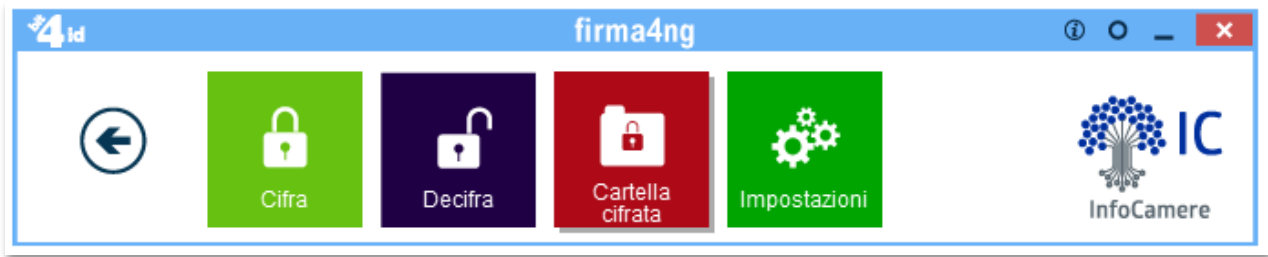 4id
firma4ng
Cifra
Decifra
Cartella
cifrata
Impostazioni
IC
InfoCamere